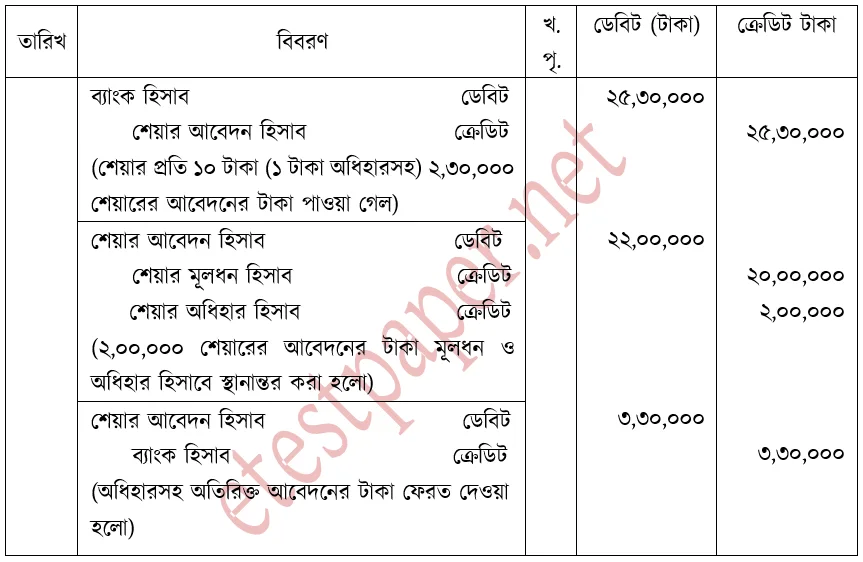 তারিখ বিবরণ খ. পৃ. ডেবিট (টাকা) ক্রেডিট টাকা
ব্যাংক হিসাব ডেবিট ২৫,৩০,০০০
শেয়ার আবেদন হিসাব ক্রেডিট ২৫,৩০,০০০
(শেয়ার প্রতি ১০ টাকা (১ টাকা অধিহারসহ) ২,৩০,০০০
শেয়ারের আবেদনের টাকা পাওয়া গেল)
শেয়ার আবেদন হিসাব ডেবিট ২২,০০,০০০
শেয়ার মূলধন হিসাব ক্রেডিট ২০,০০,০০০
শেয়ার অধিহার হিসাব ক্রেডিট ২,০০,০০০
(২,০০,০০০ শেয়ারের আবেদনের টাকা মূলধন ও
অধিহার হিসাবে স্থানান্তর করা হলো)
শেয়ার আবেদন হিসাব ডেবিট ৩,৩০,০০০
ব্যাংক হিসাব ক্রেডিট ৩,৩০,০০০
(অধিহারসহ অতিরিক্ত আবেদনের টাকা ফেরত দেওয়া
হলো)
etestpaper.net